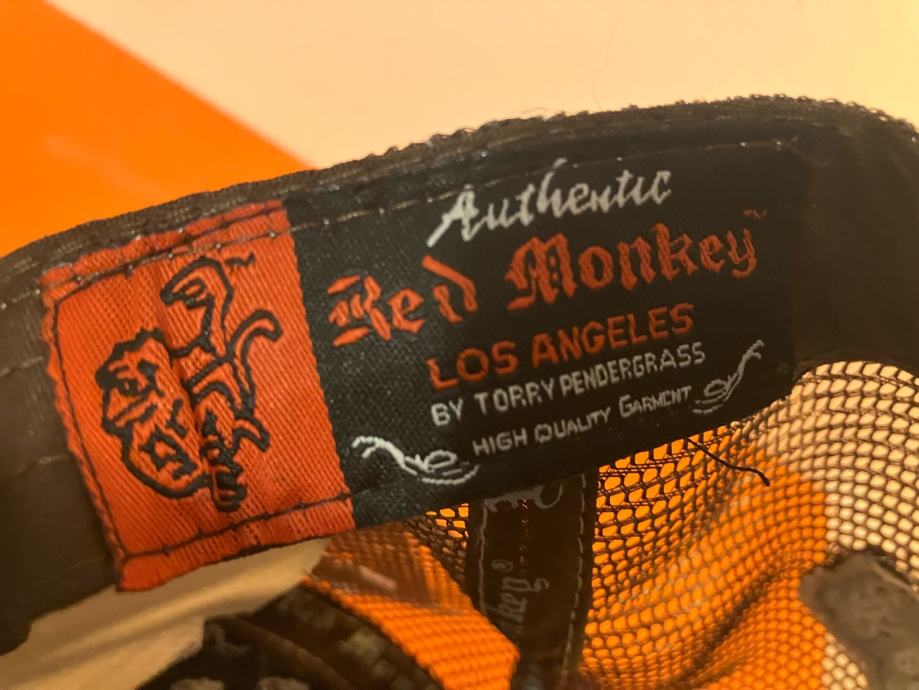 Authentic
Red Monkey™
LOS ANGELES
BY TORRY PENDERGRASS
HIGH QUALITY GARMENT